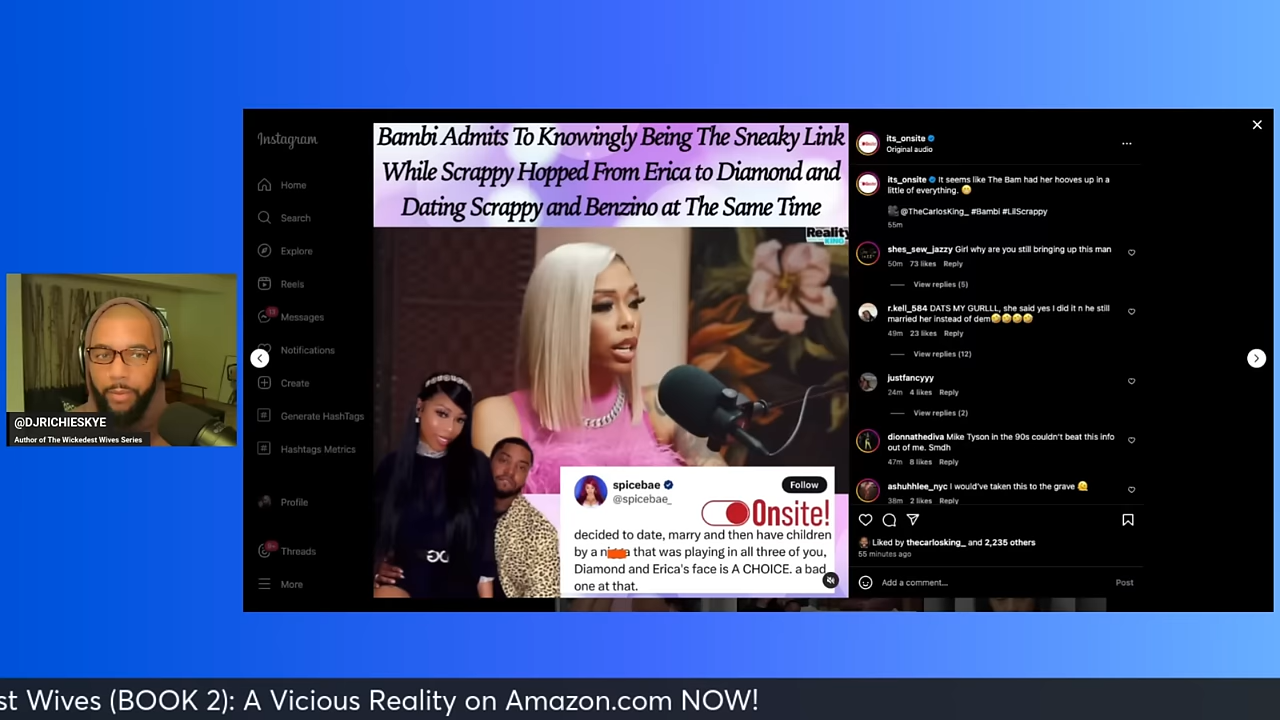 Instagram
Home
Search
Explore
Reels
13
Messages
Notifications
Create
Generate HashTags
Hashtags Metrics
Profile
9+
Threads
More
@DJRICHIESKYE
Author of The Wickedest Wives Series
Bambi Admits To Knowingly Being The Sneaky Link
While Scrappy Hopped From Erica to Diamond and
Dating Scrappy and Benzino at The Same Time
Reality
KING
spicebae
@spicebae_
Follow
Onsite!
decided to date, marry and then have children
by a ni a that was playing in all three of you,
Diamond and Erica's face is A CHOICE. a bad
one at that.
its_onsite
Original audio
its_onsite It seems like The Bam had her hooves up in a
little of everything.
@TheCarlosKing_ #Bambi #LilScrappy
55m
shes_sew_jazzy Girl why are you still bringing up this man
50m 73 likes Reply
View replies (5)
r.kell_584 DATS MY GURLLL, she said yes I did it n he still
married her instead of dem
49m 23 likes Reply
View replies (12)
justfancyyy
24m 4 likes Reply
View replies (2)
dionnathediva Mike Tyson in the 90s couldn't beat this info
out of me. Smdh
47m 8 likes Reply
ashuhhlee_nyc I would've taken this to the grave
38m 2 likes Reply
Liked by thecarlosking_ and 2,235 others
55 minutes ago
Add a comment...
Post
st Wives (BOOK 2): A Vicious Reality on Amazon.com NOW!